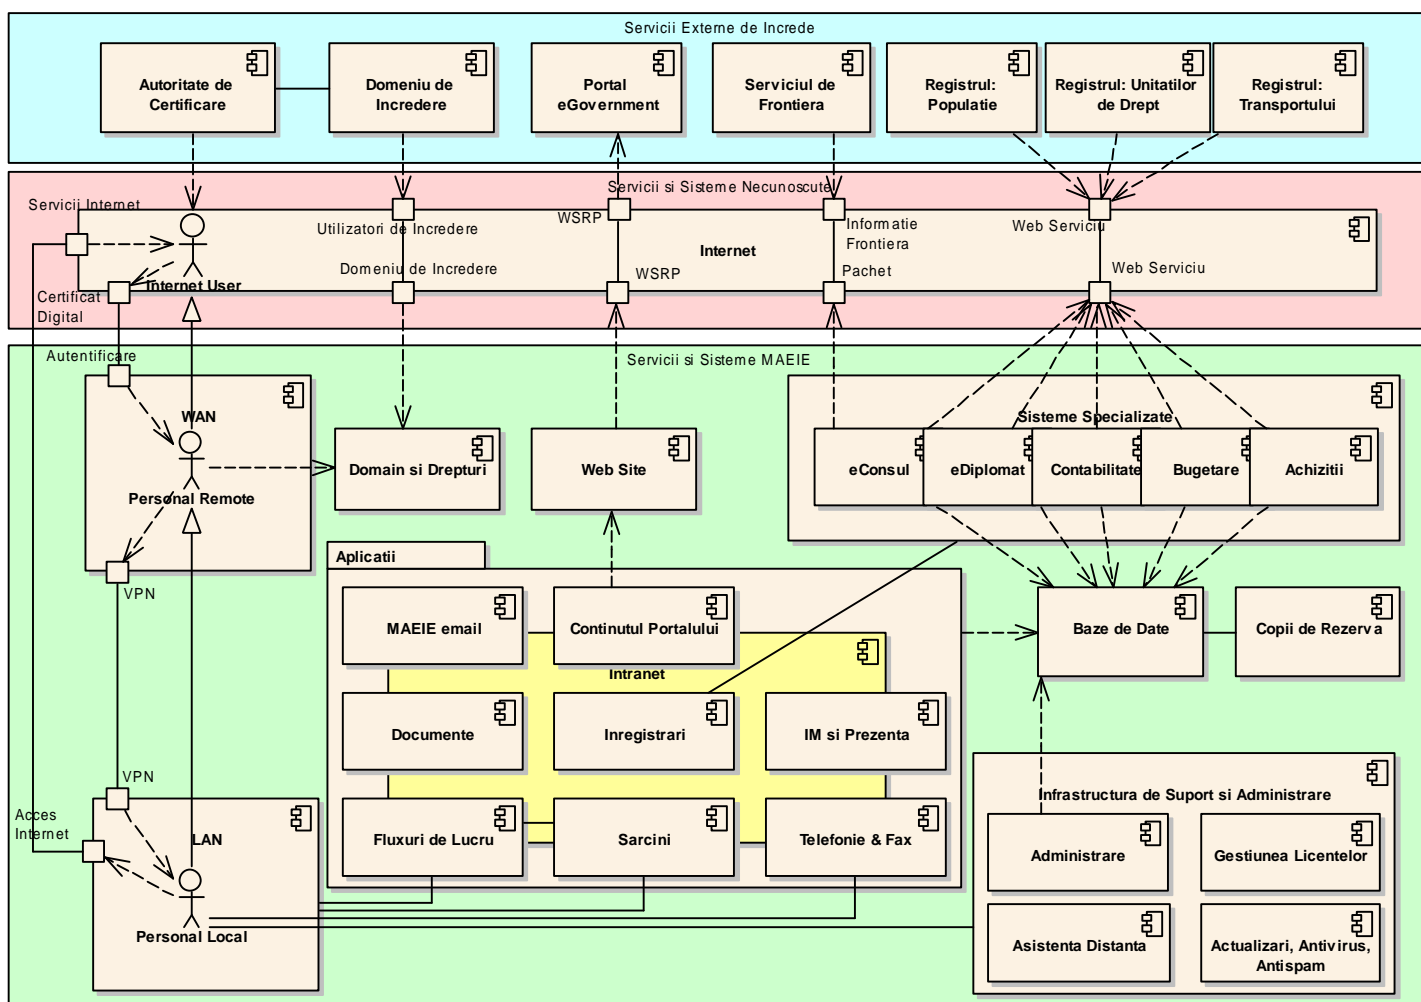 Servicii Externe de Increde
Autoritate de
Certificare
Domeniu de
Incredere
Portal
eGovernment
Serviciul de
Frontiera
Registrul:
Populatie
Registrul: Unitatilor
de Drept
Registrul:
Transportului
Servicii si Sisteme Necunoscute
Servicii Internet
Utilizatori de Incredere
WSRP
Informatie
Frontiera
Web Serviciu
Internet
Domeniu de Incredere
WSRP
Pachet
Web Serviciu
Internet User
Certificat
Digital
Autentificare
Servicii si Sisteme MAEIE
WAN
Personal Remote
VPN
Domain si Drepturi
Web Site
Sisteme Specializate
eConsul
eDiplomat
Contabilitate
Bugetare
Achizitii
Aplicatii
MAEIE email
Continutul Portalului
Intranet
Documente
Inregistrari
IM si Prezenta
Fluxuri de Lucru
Sarcini
Telefonie & Fax
Baze de Date
Copii de Rezerva
VPN
Acces
Internet
LAN
Personal Local
Infrastructura de Suport si Administrare
Administrare
Gestiunea Licentelor
Asistenta Distanta
Actualizari, Antivirus,
Antispam